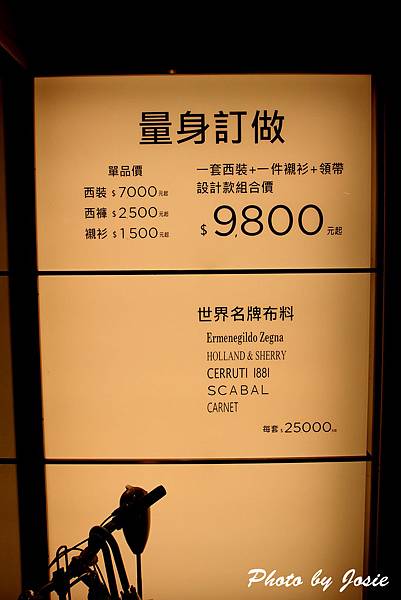 量身訂做
單品價
西裝 $7000元起
西褲 $2500元起
襯衫 $1500元起
一套西裝+一件襯衫+領帶
設計款組合價
$9,800元起
世界名牌布料
Ermenegildo Zegna
HOLLAND & SHERRY
CERRUTI 1881
SCABAL
CARNET
每套$25000元起
Photo by Josie